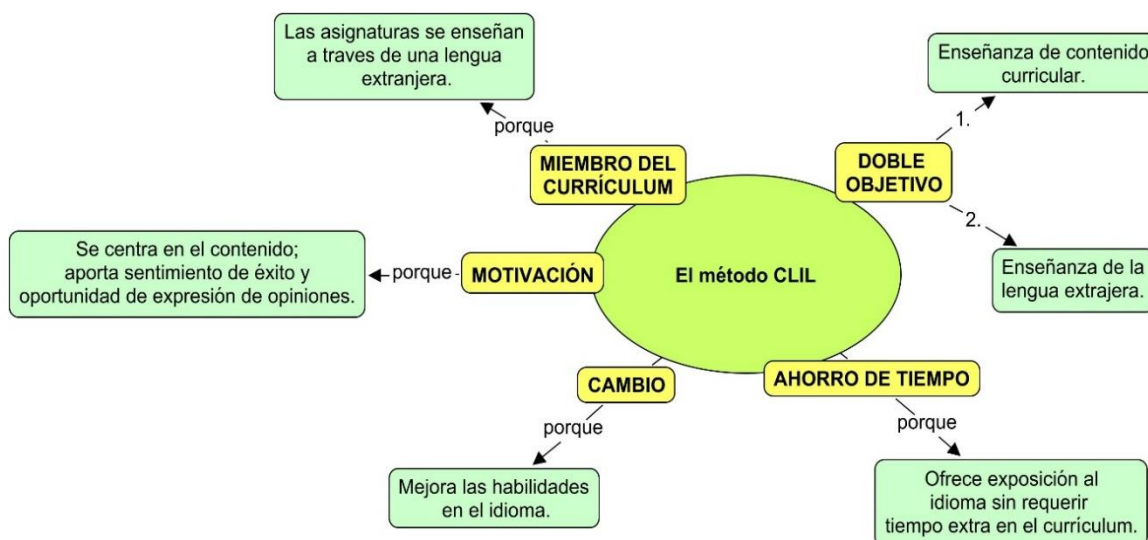 Las asignaturas se enseñan
a traves de una lengua
extranjera.
porque
MIEMBRO DEL
CURRÍCULUM
Enseñanza de contenido
curricular.
1.
DOBLE
OBJETIVO
2.
Enseñanza de la
lengua extrajera.
Se centra en el contenido;
aporta sentimiento de éxito y
oportunidad de expresión de opiniones.
porque
MOTIVACIÓN
El método CLIL
CAMBIO
porque
Mejora las habilidades
en el idioma.
AHORRO DE TIEMPO
porque
Ofrece exposición al
idioma sin requerir
tiempo extra en el currículum.